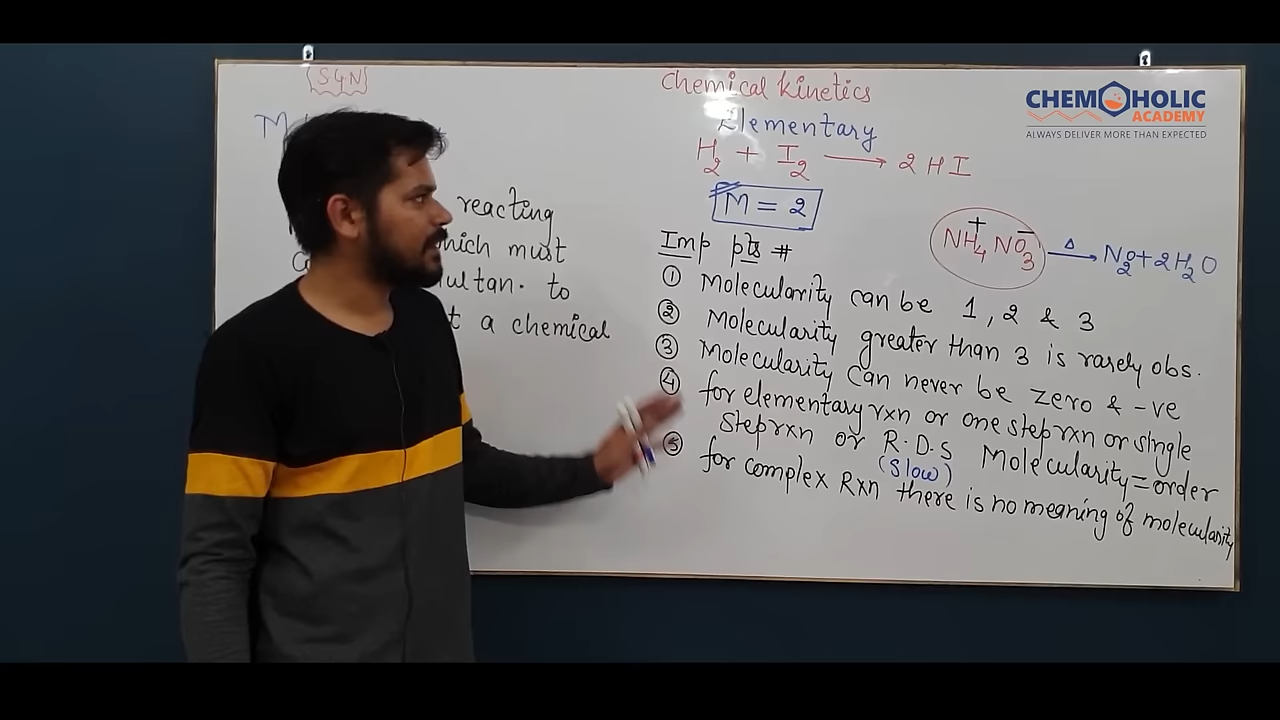 SGN
Chemical kinetics
CHEMOHOLIC
ACADEMY
ALWAYS DELIVER MORE THAN EXPECTED
Elementary
H₂ + I₂ → 2HI
M = 2
reacting
which must
ultan. to
a chemical
NH₄⁺NO₃⁻ —Δ→ N₂O + 2H₂O
Imp pts #
① Molecularity can be 1, 2 & 3
② Molecularity greater than 3 is rarely obs.
③ Molecularity can never be zero & -ve
④ for elementary rxn or one step rxn or single
Step rxn or R.D.S Molecularity = order
(slow)
⑤ for complex Rxn there is no meaning of molecularity